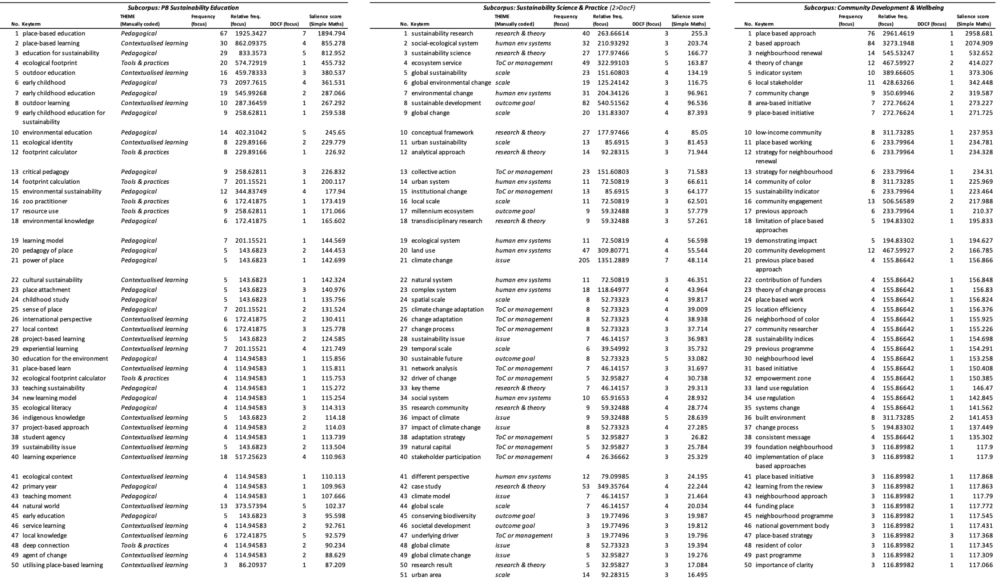 Subcorpus: PB Sustainability Education
THEME Frequency Relative freq. Salience score
No. Keyterm (Manually coded) (focus) (focus) DOCF (focus) (Simple Maths)
1 place-based education Pedagogical 67 1925.3427 7 1894.794
2 place-based learning Contextualised learning 30 862.09375 4 855.278
3 education for sustainability Pedagogical 29 833.3573 5 812.952
4 ecological footprint Tools & practices 20 574.72919 1 455.732
5 outdoor education Contextualised learning 16 459.78333 3 380.537
6 early childhood Pedagogical 73 2097.7615 4 361.531
7 early childhood education Pedagogical 19 545.99268 2 287.066
8 outdoor learning Contextualised learning 10 287.36459 1 267.292
9 early childhood education for Pedagogical 9 258.62811 1 259.538
sustainability
10 environmental education Pedagogical 14 402.31042 5 245.65
11 ecological identity Contextualised learning 8 229.89166 2 229.779
12 footprint calculator Tools & practices 8 229.89166 1 226.92
13 critical pedagogy Pedagogical 9 258.62811 3 226.832
14 footprint calculation Tools & practices 7 201.15521 1 200.117
15 environmental sustainability Pedagogical 12 344.83749 4 177.94
16 zoo practitioner Tools & practices 6 172.41875 1 173.419
17 resource use Tools & practices 9 258.62811 1 171.066
18 environmental knowledge Pedagogical 6 172.41875 1 165.602
19 learning model Pedagogical 7 201.15521 1 144.569
20 pedagogy of place Pedagogical 5 143.6823 2 144.453
21 power of place Pedagogical 5 143.6823 1 142.699
22 cultural sustainability Contextualised learning 5 143.6823 1 142.324
23 place attachment Pedagogical 5 143.6823 3 140.976
24 childhood study Pedagogical 5 143.6823 1 135.756
25 sense of place Pedagogical 7 201.15521 2 131.524
26 international perspective Contextualised learning 6 172.41875 2 130.411
27 local context Contextualised learning 6 172.41875 3 125.778
28 project-based learning Contextualised learning 5 143.6823 2 124.585
29 experiential learning Contextualised learning 7 201.15521 4 121.749
30 education for the environment Pedagogical 4 114.94583 1 115.856
31 place-based learn Contextualised learning 4 114.94583 1 115.811
32 ecological footprint calculator Tools & practices 4 114.94583 1 115.753
33 teaching sustainability Pedagogical 4 114.94583 1 115.272
34 new learning model Pedagogical 4 114.94583 1 115.254
35 ecological literacy Pedagogical 4 114.94583 3 114.313
36 indigenous knowledge Contextualised learning 5 143.6823 2 114.18
37 project-based approach Contextualised learning 4 114.94583 2 114.03
38 student agency Contextualised learning 4 114.94583 1 113.739
39 sustainability issue Contextualised learning 5 143.6823 2 113.504
40 learning experience Contextualised learning 18 517.25623 4 110.963
41 ecological context Contextualised learning 4 114.94583 1 110.113
42 primary year Pedagogical 4 114.94583 1 109.963
43 teaching moment Pedagogical 4 114.94583 1 107.666
44 natural world Contextualised learning 13 373.57394 5 102.37
45 early education Pedagogical 5 143.6823 3 95.598
46 service learning Contextualised learning 4 114.94583 2 92.761
47 local knowledge Contextualised learning 6 172.41875 5 92.579
48 deep connection Tools & practices 4 114.94583 2 90.234
49 agent of change Contextualised learning 4 114.94583 2 88.629
50 utilising place-based learning Contextualised learning 3 86.20937 1 87.209
Subcorpus: Sustainability Science & Practice (2>DocF)
THEME Frequency Relative freq. Salience score
No. Keyterm (Manually coded) (focus) (focus) DOCF (focus) (Simple Maths)
1 sustainability research research & theory 40 263.66614 3 255.3
2 social-ecological system human env systems 32 210.93292 3 203.74
3 sustainability science research & theory 27 177.97466 5 166.77
4 ecosystem service ToC or management 49 322.99103 5 163.87
5 global sustainability scale 23 151.60803 4 134.19
6 global environmental change scale 19 125.24142 3 116.75
7 environmental change human env systems 31 204.34126 3 96.961
8 sustainable development outcome goal 82 540.51562 4 96.536
9 global change scale 20 131.83307 4 87.393
10 conceptual framework research & theory 27 177.97466 4 85.05
11 urban sustainability scale 13 85.6915 3 81.453
12 analytical approach research & theory 14 92.28315 3 71.944
13 collective action ToC or management 23 151.60803 3 71.583
14 urban system human env systems 11 72.50819 3 66.611
15 institutional change ToC or management 13 85.6915 3 64.177
16 local scale scale 11 72.50819 3 62.501
17 millennium ecosystem outcome goal 9 59.32488 3 57.779
18 transdisciplinary research research & theory 9 59.32488 3 57.261
19 ecological system human env systems 11 72.50819 4 56.598
20 land use human env systems 47 309.80771 4 55.544
21 climate change issue 205 1351.2889 7 48.114
22 natural system human env systems 11 72.50819 3 46.351
23 complex system human env systems 18 118.64977 4 43.964
24 spatial scale scale 8 52.73323 4 39.817
25 climate change adaptation ToC or management 8 52.73323 4 39.009
26 change adaptation ToC or management 8 52.73323 4 38.938
27 change process ToC or management 8 52.73323 3 37.714
28 sustainability issue issue 7 46.14157 3 36.983
29 temporal scale scale 6 39.54992 3 35.732
30 sustainable future outcome goal 8 52.73323 5 33.082
31 network analysis ToC or management 7 46.14157 3 31.697
32 driver of change ToC or management 5 32.95827 4 30.738
33 key theme research & theory 7 46.14157 3 29.313
34 social system human env systems 10 65.91653 4 28.932
35 research community research & theory 9 59.32488 4 28.774
36 impact of climate issue 9 59.32488 5 28.639
37 impact of climate change issue 8 52.73323 4 27.285
38 adaptation strategy ToC or management 5 32.95827 3 26.82
39 natural capital ToC or management 5 32.95827 3 25.784
40 stakeholder participation ToC or management 4 26.36662 3 25.329
41 different perspective human env systems 12 79.09985 3 24.195
42 case study research & theory 53 349.35764 4 22.244
43 climate model issue 7 46.14157 3 21.464
44 global scale scale 7 46.14157 4 20.034
45 conserving biodiversity outcome goal 3 19.77496 3 19.987
46 societal development outcome goal 3 19.77496 3 19.812
47 underlying driver ToC or management 3 19.77496 3 19.796
48 global climate issue 8 52.73323 3 19.394
49 global climate change issue 5 32.95827 3 19.276
50 research result research & theory 5 32.95827 3 17.084
51 urban area scale 14 92.28315 3 16.495
Subcorpus: Community Development & Wellbeing
Frequency Relative freq. Salience score
No. Keyterm (focus) (focus) DOCF (focus) (Simple Maths)
1 place based approach 76 2961.4619 1 2958.681
2 based approach 84 3273.1948 1 2074.909
3 neighbourhood renewal 14 545.53247 1 532.652
4 theory of change 12 467.59927 2 414.027
5 indicator system 10 389.66605 1 373.306
6 local stakeholder 11 428.63266 1 342.448
7 community change 9 350.69946 2 319.587
8 area-based initiative 7 272.76624 1 273.227
9 place-based initiative 7 272.76624 1 271.725
10 low-income community 8 311.73285 1 237.953
11 place based working 6 233.79964 1 234.781
12 strategy for neighbourhood 6 233.79964 1 234.328
renewal
13 strategy for neighbourhood 6 233.79964 1 234.31
14 community of color 8 311.73285 1 225.969
15 sustainability indicator 6 233.79964 1 223.464
16 community engagement 13 506.56589 2 217.988
17 previous approach 6 233.79964 1 210.37
18 limitation of place based 5 194.83302 1 195.833
approaches
19 demonstrating impact 5 194.83302 1 194.627
20 community development 12 467.59927 2 166.785
21 previous place based 4 155.86642 1 156.866
approach
22 contribution of funders 4 155.86642 1 156.848
23 theory of change process 4 155.86642 1 156.83
24 place based work 4 155.86642 1 156.824
25 location efficiency 4 155.86642 1 156.376
26 neighborhood of color 4 155.86642 1 155.925
27 community researcher 4 155.86642 1 155.226
28 sustainability indices 4 155.86642 1 154.698
29 previous programme 4 155.86642 1 154.291
30 neighbourhood level 4 155.86642 1 153.258
31 based initiative 4 155.86642 1 150.408
32 empowerment zone 4 155.86642 1 150.385
33 land use regulation 4 155.86642 1 146.47
34 use regulation 4 155.86642 1 142.845
35 systems change 4 155.86642 1 141.562
36 built environment 8 311.73285 2 141.453
37 change process 5 194.83302 1 137.449
38 consistent message 4 155.86642 1 135.302
39 foundation neighbourhood 3 116.89982 1 117.9
40 implementation of place 3 116.89982 1 117.9
based approaches
41 place based initiative 3 116.89982 1 117.868
42 learning from the review 3 116.89982 1 117.863
43 neighbourhood approach 3 116.89982 1 117.79
44 funding place 3 116.89982 1 117.772
45 neighbourhood programme 3 116.89982 1 117.545
46 national government body 3 116.89982 1 117.431
47 place-based strategy 3 116.89982 3 117.368
48 resident of color 3 116.89982 1 117.345
49 past programme 3 116.89982 1 117.309
50 importance of clarity 3 116.89982 1 117.066